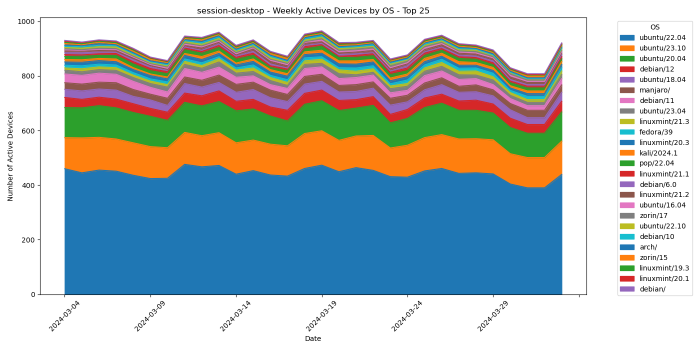 session-desktop - Weekly Active Devices by OS - Top 25
Number of Active Devices
1000
800
600
400
200
0
2024-03-04
2024-03-09
2024-03-14
2024-03-19
2024-03-24
2024-03-29
Date
OS
ubuntu/22.04
ubuntu/23.10
ubuntu/20.04
debian/12
ubuntu/18.04
manjaro/
debian/11
ubuntu/23.04
linuxmint/21.3
fedora/39
linuxmint/20.3
kali/2024.1
pop/22.04
linuxmint/21.1
debian/6.0
linuxmint/21.2
ubuntu/16.04
zorin/17
ubuntu/22.10
debian/10
arch/
zorin/15
linuxmint/19.3
linuxmint/20.1
debian/